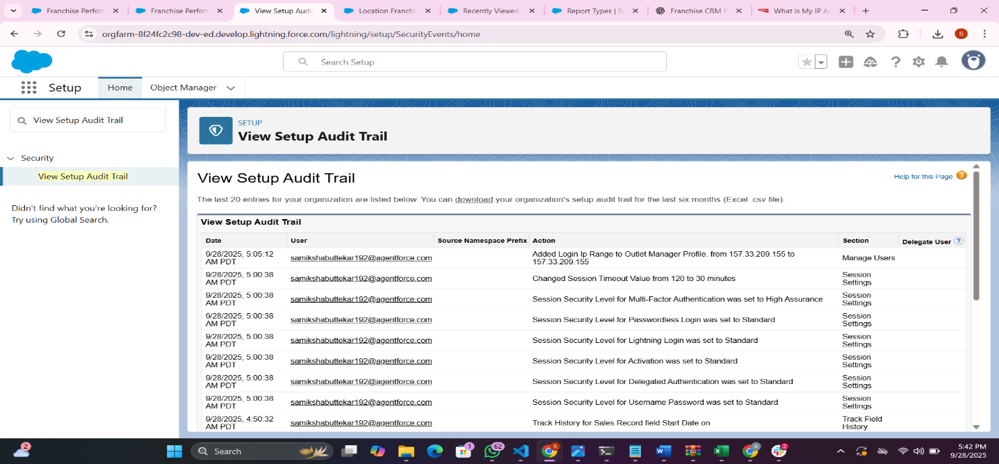 Franchise Perform
Franchise Perform
View Setup Audit
Location Franchis
Recently Viewed
Report Types | Sa
Franchise CRM P
What is My IP Ad
orgfarm-8f24fc2c98-dev-ed.develop.lightning.force.com/lightning/setup/SecurityEvents/home
S
Search Setup
Setup
Home
Object Manager
View Setup Audit Trail
Security
View Setup Audit Trail
Didn't find what you're looking for?
Try using Global Search.
SETUP
View Setup Audit Trail
View Setup Audit Trail
Help for this Page ?
The last 20 entries for your organization are listed below. You can download your organization's setup audit trail for the last six months (Excel .csv file).
View Setup Audit Trail
Date User Source Namespace Prefix Action Section Delegate User ?
9/28/2025, 5:05:12 AM PDT samikshabuttekar192@agentforce.com Added Login Ip Range to Outlet Manager Profile. from 157.33.209.155 to 157.33.209.155 Manage Users
9/28/2025, 5:00:38 AM PDT samikshabuttekar192@agentforce.com Changed Session Timeout Value from 120 to 30 minutes Session Settings
9/28/2025, 5:00:38 AM PDT samikshabuttekar192@agentforce.com Session Security Level for Multi-Factor Authentication was set to High Assurance Session Settings
9/28/2025, 5:00:38 AM PDT samikshabuttekar192@agentforce.com Session Security Level for Passwordless Login was set to Standard Session Settings
9/28/2025, 5:00:38 AM PDT samikshabuttekar192@agentforce.com Session Security Level for Lightning Login was set to Standard Session Settings
9/28/2025, 5:00:38 AM PDT samikshabuttekar192@agentforce.com Session Security Level for Activation was set to Standard Session Settings
9/28/2025, 5:00:38 AM PDT samikshabuttekar192@agentforce.com Session Security Level for Delegated Authentication was set to Standard Session Settings
9/28/2025, 5:00:38 AM PDT samikshabuttekar192@agentforce.com Session Security Level for Username Password was set to Standard Session Settings
9/28/2025, 4:50:32 AM PDT samikshabuttekar192@agentforce.com Track History for Sales Record field Start Date on Track Field History
2
Search
1
62
S
A
2
5:42 PM
9/28/2025